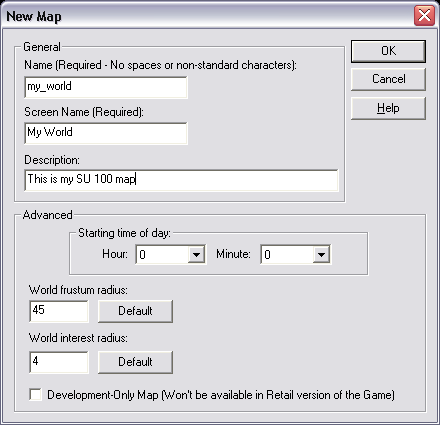 New Map
General
Name (Required - No spaces or non-standard characters):
my_world
Screen Name (Required):
My World
Description:
This is my SU 100 map
OK
Cancel
Help
Advanced
Starting time of day:
Hour: 0 Minute: 0
World frustum radius:
45 Default
World interest radius:
4 Default
Development-Only Map (Won't be available in Retail version of the Game)